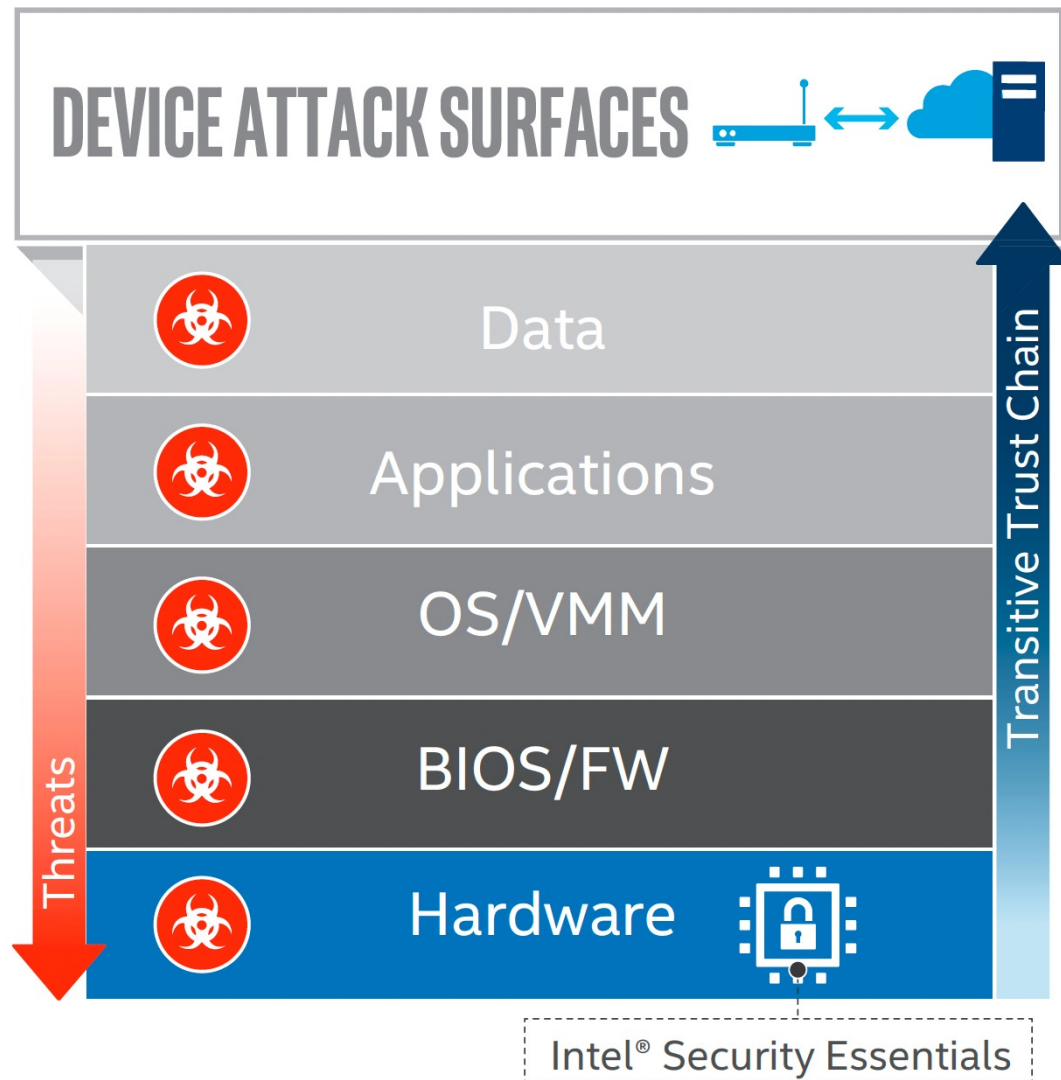 DEVICE ATTACK SURFACES
Data
Applications
OS/VMM
BIOS/FW
Hardware
Threats
Transitive Trust Chain
Intel® Security Essentials